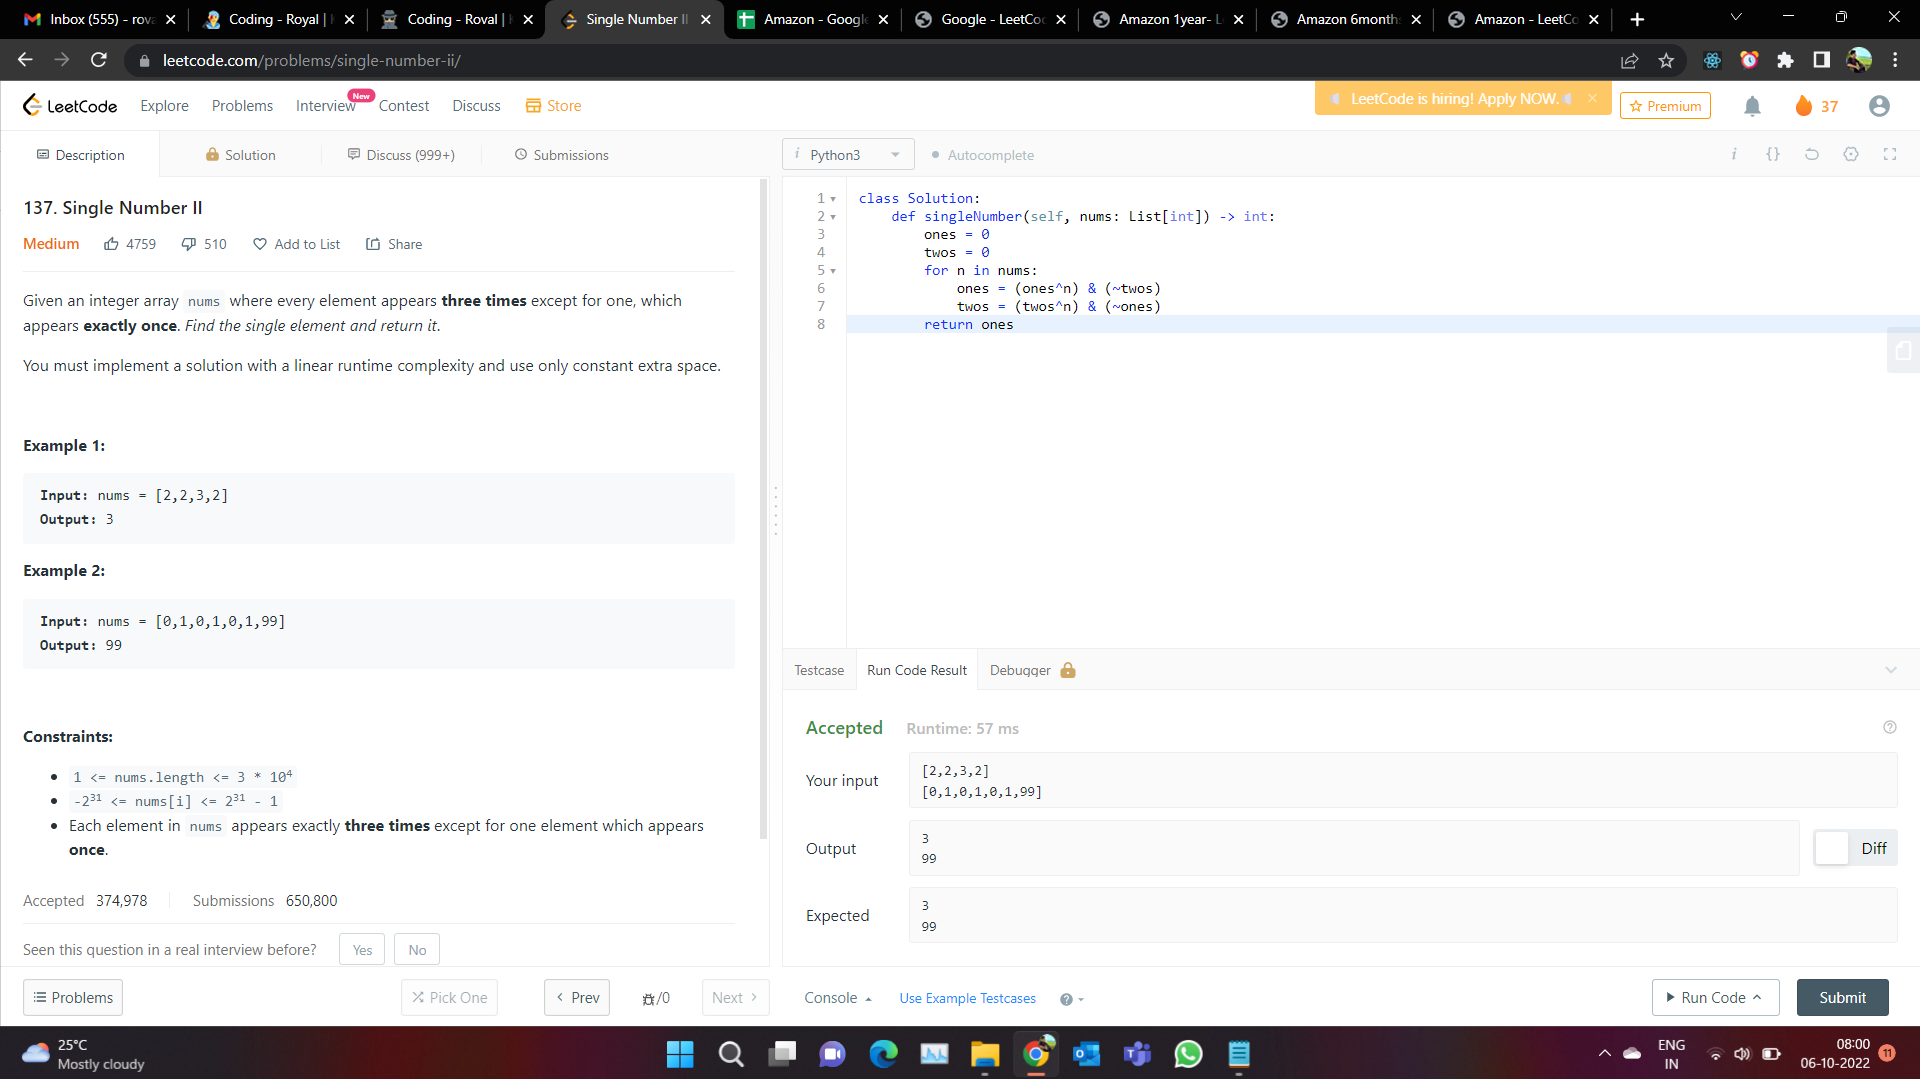 Inbox (555) - rova
Coding - Royal |
Coding - Royal |
Single Number II
Amazon - Google
Google - LeetCo
Amazon 1year- L
Amazon 6month
Amazon - LeetCo
leetcode.com/problems/single-number-ii/
LeetCode
Explore
Problems
Interview
New
Contest
Discuss
Store
LeetCode is hiring! Apply NOW.
Premium
37
Description
Solution
Discuss (999+)
Submissions
i Python3
Autocomplete
137. Single Number II
Medium
4759
510
Add to List
Share
Given an integer array nums where every element appears three times except for one, which
appears exactly once. Find the single element and return it.
You must implement a solution with a linear runtime complexity and use only constant extra space.
Example 1:
Input: nums = [2,2,3,2]
Output: 3
Example 2:
Input: nums = [0,1,0,1,0,1,99]
Output: 99
Constraints:
1 <= nums.length <= 3 * 10⁴
-2³¹ <= nums[i] <= 2³¹ - 1
Each element in nums appears exactly three times except for one element which appears
once.
Accepted 374,978
Submissions 650,800
Seen this question in a real interview before?
Yes
No
Problems
Pick One
Prev
/0
Next
1 class Solution:
2 def singleNumber(self, nums: List[int]) -> int:
3 ones = 0
4 twos = 0
5 for n in nums:
6 ones = (ones^n) & (~twos)
7 twos = (twos^n) & (~ones)
8 return ones
Testcase
Run Code Result
Debugger
Accepted
Runtime: 57 ms
Your input
[2,2,3,2]
[0,1,0,1,0,1,99]
Output
3
99
Diff
Expected
3
99
Console
Use Example Testcases
Run Code
Submit
25°C
Mostly cloudy
ENG
IN
08:00
06-10-2022
11